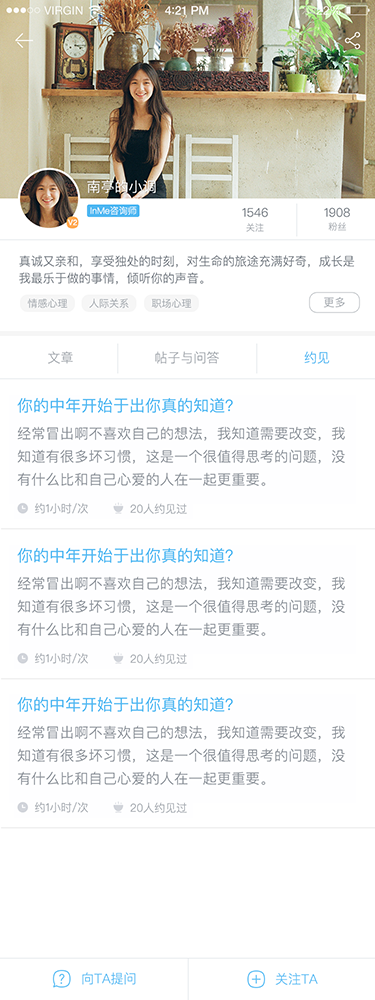 VIRGIN
4:21 PM
22%
南亭的小调
InMe咨询师
V2
1546
1908
关注
粉丝
真诚又亲和，享受独处的时刻，对生命的旅途充满好奇，成长是
我最乐于做的事情，倾听你的声音。
情感心理
人际关系
职场心理
更多
文章
帖子与问答
约见
你的中年开始于出你真的知道？
经常冒出啊不喜欢自己的想法，我知道需要改变，我
知道有很多坏习惯，这是一个很值得思考的问题，没
有什么比和自己心爱的人在一起更重要。
约1小时/次
20人约见过
你的中年开始于出你真的知道？
经常冒出啊不喜欢自己的想法，我知道需要改变，我
知道有很多坏习惯，这是一个很值得思考的问题，没
有什么比和自己心爱的人在一起更重要。
约1小时/次
20人约见过
你的中年开始于出你真的知道？
经常冒出啊不喜欢自己的想法，我知道需要改变，我
知道有很多坏习惯，这是一个很值得思考的问题，没
有什么比和自己心爱的人在一起更重要。
约1小时/次
20人约见过
向TA提问
关注TA